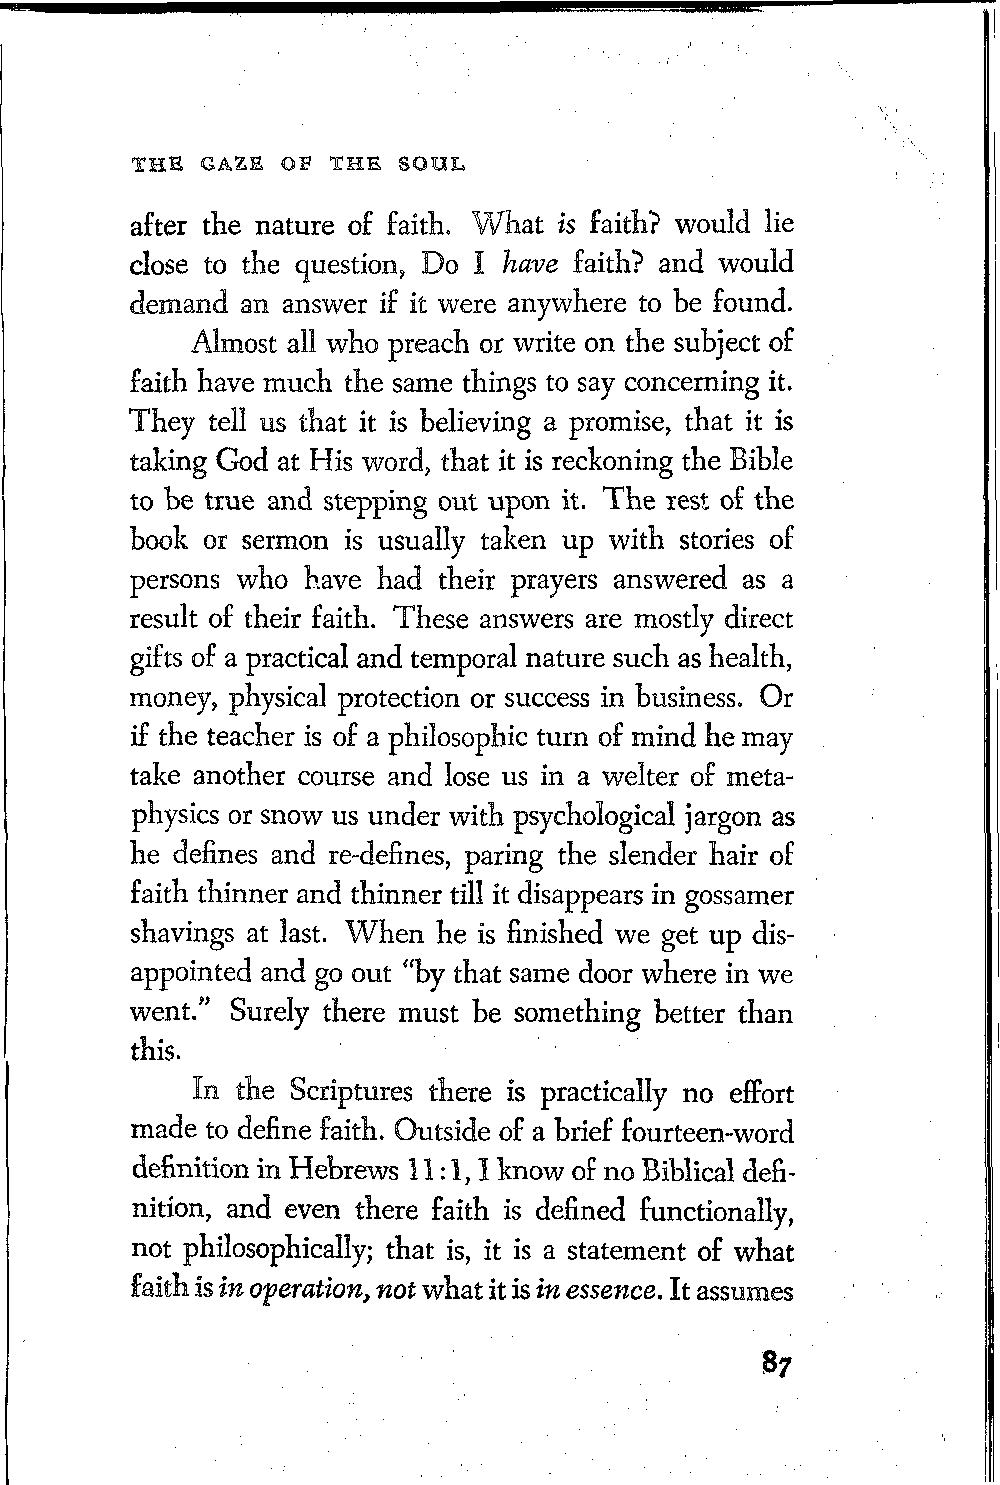 THE GAZE OF THE SOUL
after the nature of faith. What is faith? would lie
close to the question, Do I have faith? and would
demand an answer if it were anywhere to be found.
Almost all who preach or write on the subject of
faith have much the same things to say concerning it.
They tell us that it is believing a promise, that it is
taking God at His word, that it is reckoning the Bible
to be true and stepping out upon it. The rest of the
book or sermon is usually taken up with stories of
persons who have had their prayers answered as a
result of their faith. These answers are mostly direct
gifts of a practical and temporal nature such as health,
money, physical protection or success in business. Or
if the teacher is of a philosophic turn of mind he may
take another course and lose us in a welter of meta-
physics or snow us under with psychological jargon as
he defines and re-defines, paring the slender hair of
faith thinner and thinner till it disappears in gossamer
shavings at last. When he is finished we get up dis-
appointed and go out "by that same door where in we
went." Surely there must be something better than
this.
In the Scriptures there is practically no effort
made to define faith. Outside of a brief fourteen-word
definition in Hebrews 11:1, I know of no Biblical defi-
nition, and even there faith is defined functionally,
not philosophically; that is, it is a statement of what
faith is in operation, not what it is in essence. It assumes
87